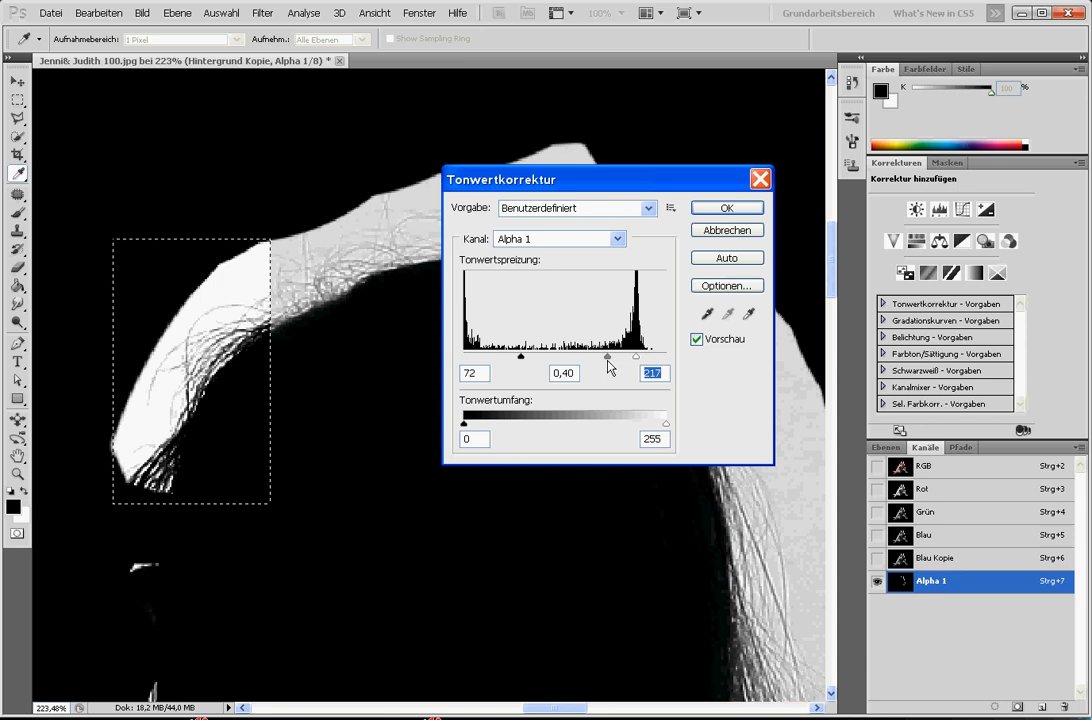 Ps Datei Bearbeiten Bild Ebene Auswahl Filter Analyse 3D Ansicht Fenster Hilfe Br Mb 100% Grundarbeitsbereich What's New in CS5
Aufnahmebereich: 1 Pixel Aufnehm.: Alle Ebenen Show Sampling Ring
Jenni& Judith 100.jpg bei 223% (Hintergrund Kopie, Alpha 1/8) *
Farbe Farbfelder Stile
K 100 %
Korrekturen Masken
Korrektur hinzufügen
Tonwertkorrektur - Vorgaben
Gradationskurven - Vorgaben
Belichtung - Vorgaben
Farbton/Sättigung - Vorgaben
Schwarzweiß - Vorgaben
Kanalmixer - Vorgaben
Sel. Farbkorr. - Vorgaben
Ebenen Kanäle Pfade
RGB Strg+2
Rot Strg+3
Grün Strg+4
Blau Strg+5
Blau Kopie Strg+6
Alpha 1 Strg+7
Tonwertkorrektur
Vorgabe: Benutzerdefiniert OK
Abbrechen
Kanal: Alpha 1
Tonwertspreizung: Auto
Optionen...
Vorschau
72 0,40 217
Tonwertumfang:
0 255
T
223,48% Dok: 18,2 MB/44,0 MB